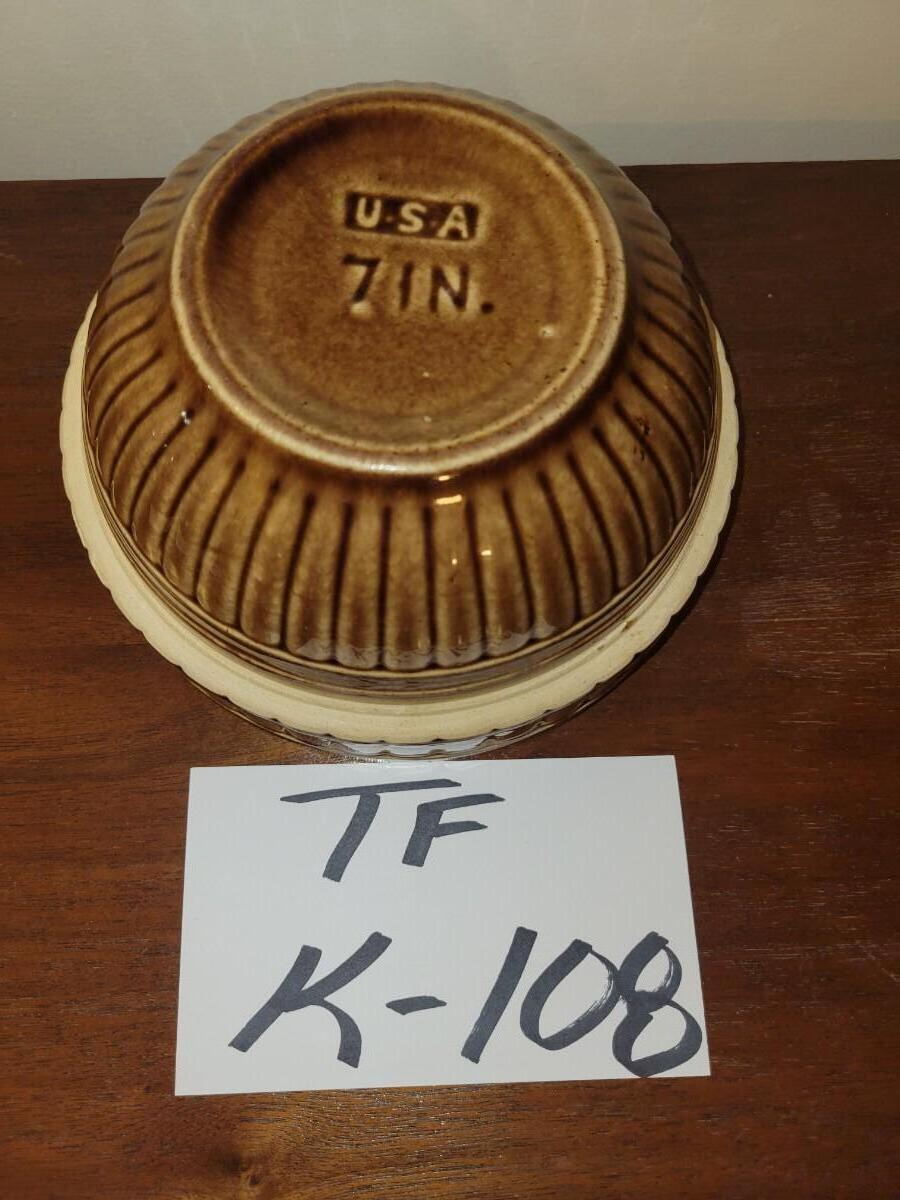 U·S·A
7IN.
TF
K-108